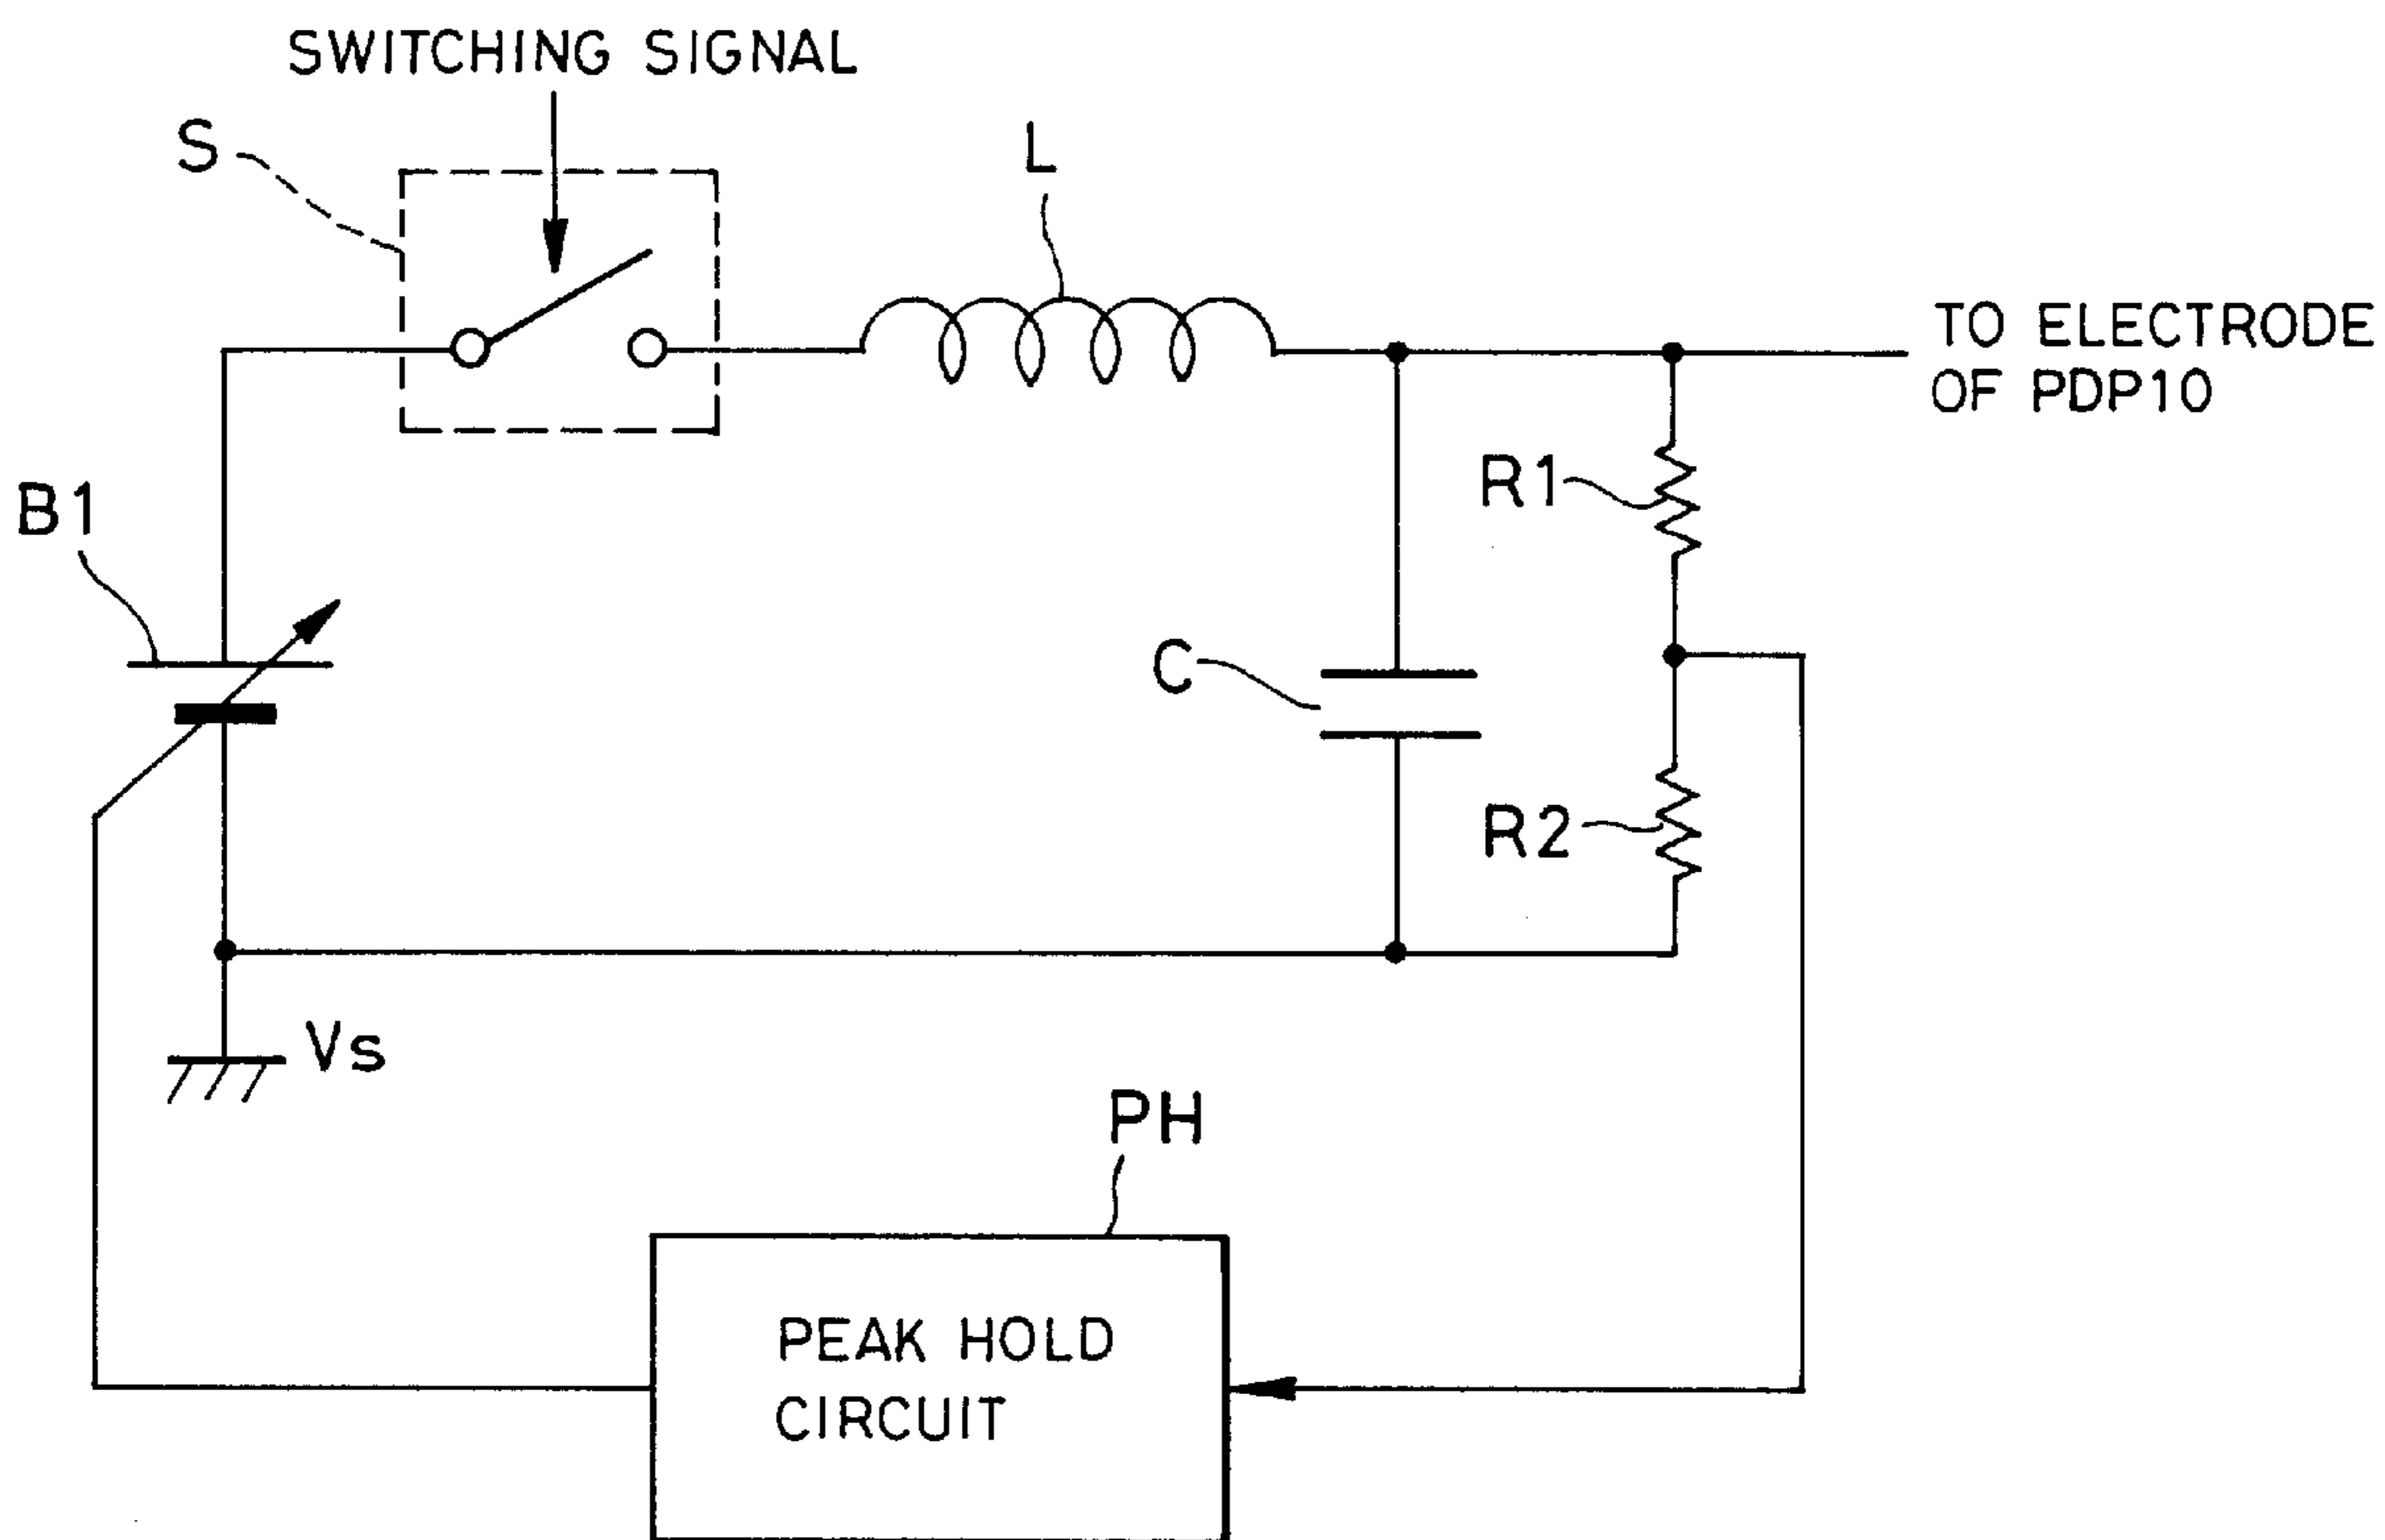 SWITCHING SIGNAL
S
L
TO ELECTRODE
OF PDP10
R1
B1
C
R2
Vs
PH
PEAK HOLD
CIRCUIT